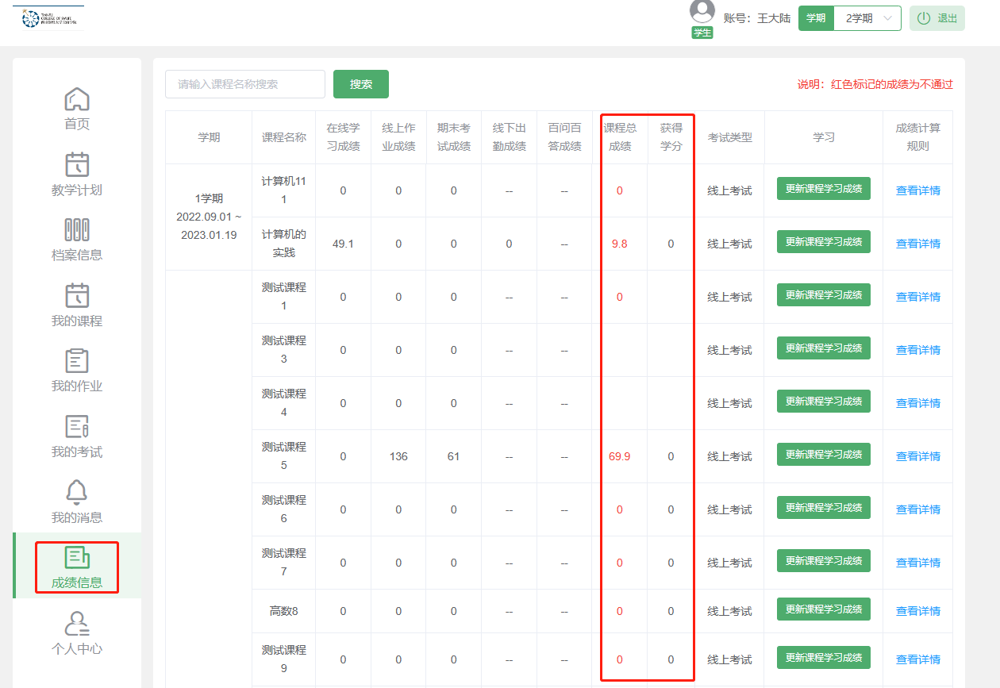 COLLEGE OF
账号：王大陆
学期
2学期
退出
学生
首页
教学计划
档案信息
我的课程
我的作业
我的考试
我的消息
成绩信息
个人中心
请输入课程名称搜索
搜索
说明：红色标记的成绩为不通过
学期 课程名称 在线学习成绩 线上作业成绩 期末考试成绩 线下出勤成绩 百问百答成绩 课程总成绩 获得学分 考试类型 学习 成绩计算规则
1学期
2022.09.01 ~
2023.01.19
计算机111 0 0 0 -- -- 0 线上考试 更新课程学习成绩 查看详情
计算机的实践 49.1 0 0 0 -- 9.8 0 线上考试 更新课程学习成绩 查看详情
测试课程1 0 0 0 -- -- 0 线上考试 更新课程学习成绩 查看详情
测试课程3 0 0 0 -- -- 线上考试 更新课程学习成绩 查看详情
测试课程4 0 0 0 -- -- 线上考试 更新课程学习成绩 查看详情
测试课程5 0 136 61 -- -- 69.9 0 线上考试 更新课程学习成绩 查看详情
测试课程6 0 0 0 -- -- 0 0 线上考试 更新课程学习成绩 查看详情
测试课程7 0 0 0 -- -- 0 0 线上考试 更新课程学习成绩 查看详情
高数8 0 0 0 -- -- 0 0 线上考试 更新课程学习成绩 查看详情
测试课程9 0 0 0 -- -- 0 0 线上考试 更新课程学习成绩 查看详情